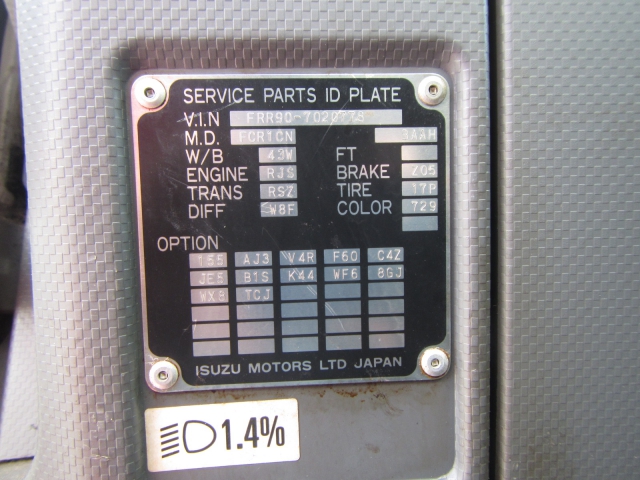 SERVICE PARTS ID PLATE
V.I.N FRR90-7020778
M.D. FCR1CN 3AAH
W/B 43W FT
ENGINE RJS BRAKE Z05
TRANS RSZ TIRE 17P
DIFF W8F COLOR 729
OPTION
155 AJ3 V4R F60 C4Z
JE5 B1S K44 WF6 8GJ
WX8 TCJ
ISUZU MOTORS LTD JAPAN
1.4%